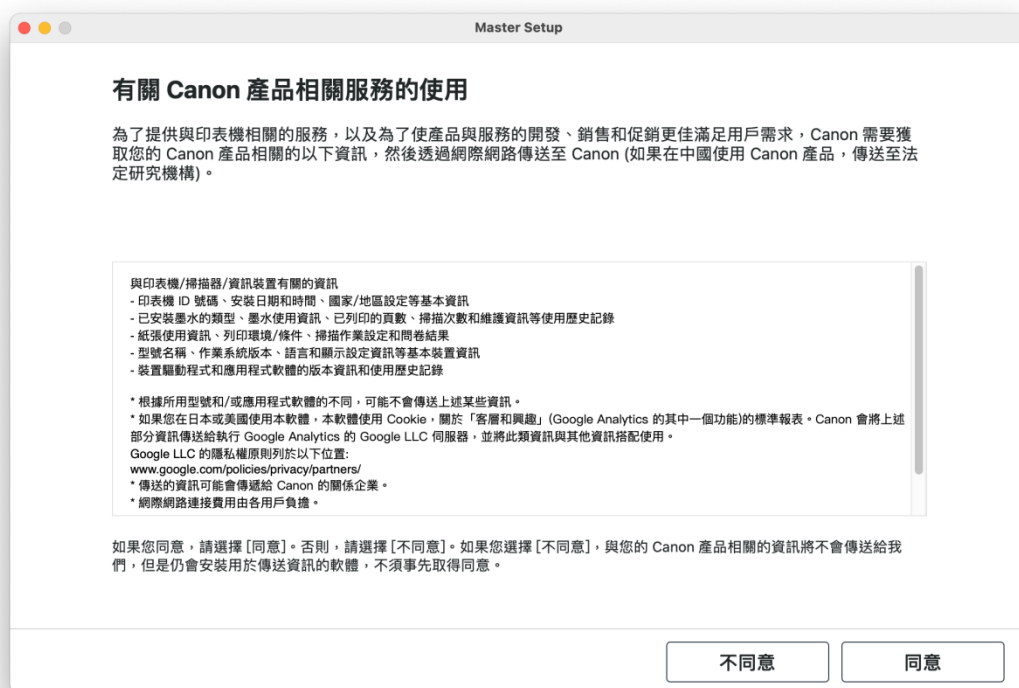 Master Setup
有關 Canon 產品相關服務的使用
為了提供與印表機相關的服務，以及為了使產品與服務的開發、銷售和促銷更佳滿足用戶需求，Canon 需要獲
取您的 Canon 產品相關的以下資訊，然後透過網際網路傳送至 Canon (如果在中國使用 Canon 產品，傳送至法
定研究機構)。
與印表機/掃描器/資訊裝置有關的資訊
- 印表機 ID 號碼、安裝日期和時間、國家/地區設定等基本資訊
- 已安裝墨水的類型、墨水使用資訊、已列印的頁數、掃描次數和維護資訊等使用歷史記錄
- 紙張使用資訊、列印環境/條件、掃描作業設定和問卷結果
- 型號名稱、作業系統版本、語言和顯示設定資訊等基本裝置資訊
- 裝置驅動程式和應用程式軟體的版本資訊和使用歷史記錄
* 根據所用型號和/或應用程式軟體的不同，可能不會傳送上述某些資訊。
* 如果您在日本或美國使用本軟體，本軟體使用 Cookie，關於「客層和興趣」(Google Analytics 的其中一個功能)的標準報表。Canon 會將上述
部分資訊傳送給執行 Google Analytics 的 Google LLC 伺服器，並將此類資訊與其他資訊搭配使用。
Google LLC 的隱私權原則列於以下位置:
www.google.com/policies/privacy/partners/
* 傳送的資訊可能會傳遞給 Canon 的關係企業。
* 網際網路連接費用由各用戶負擔。
如果您同意，請選擇 [同意]。否則，請選擇 [不同意]。如果您選擇 [不同意]，與您的 Canon 產品相關的資訊將不會傳送給我
們，但是仍會安裝用於傳送資訊的軟體，不須事先取得同意。
不同意
同意